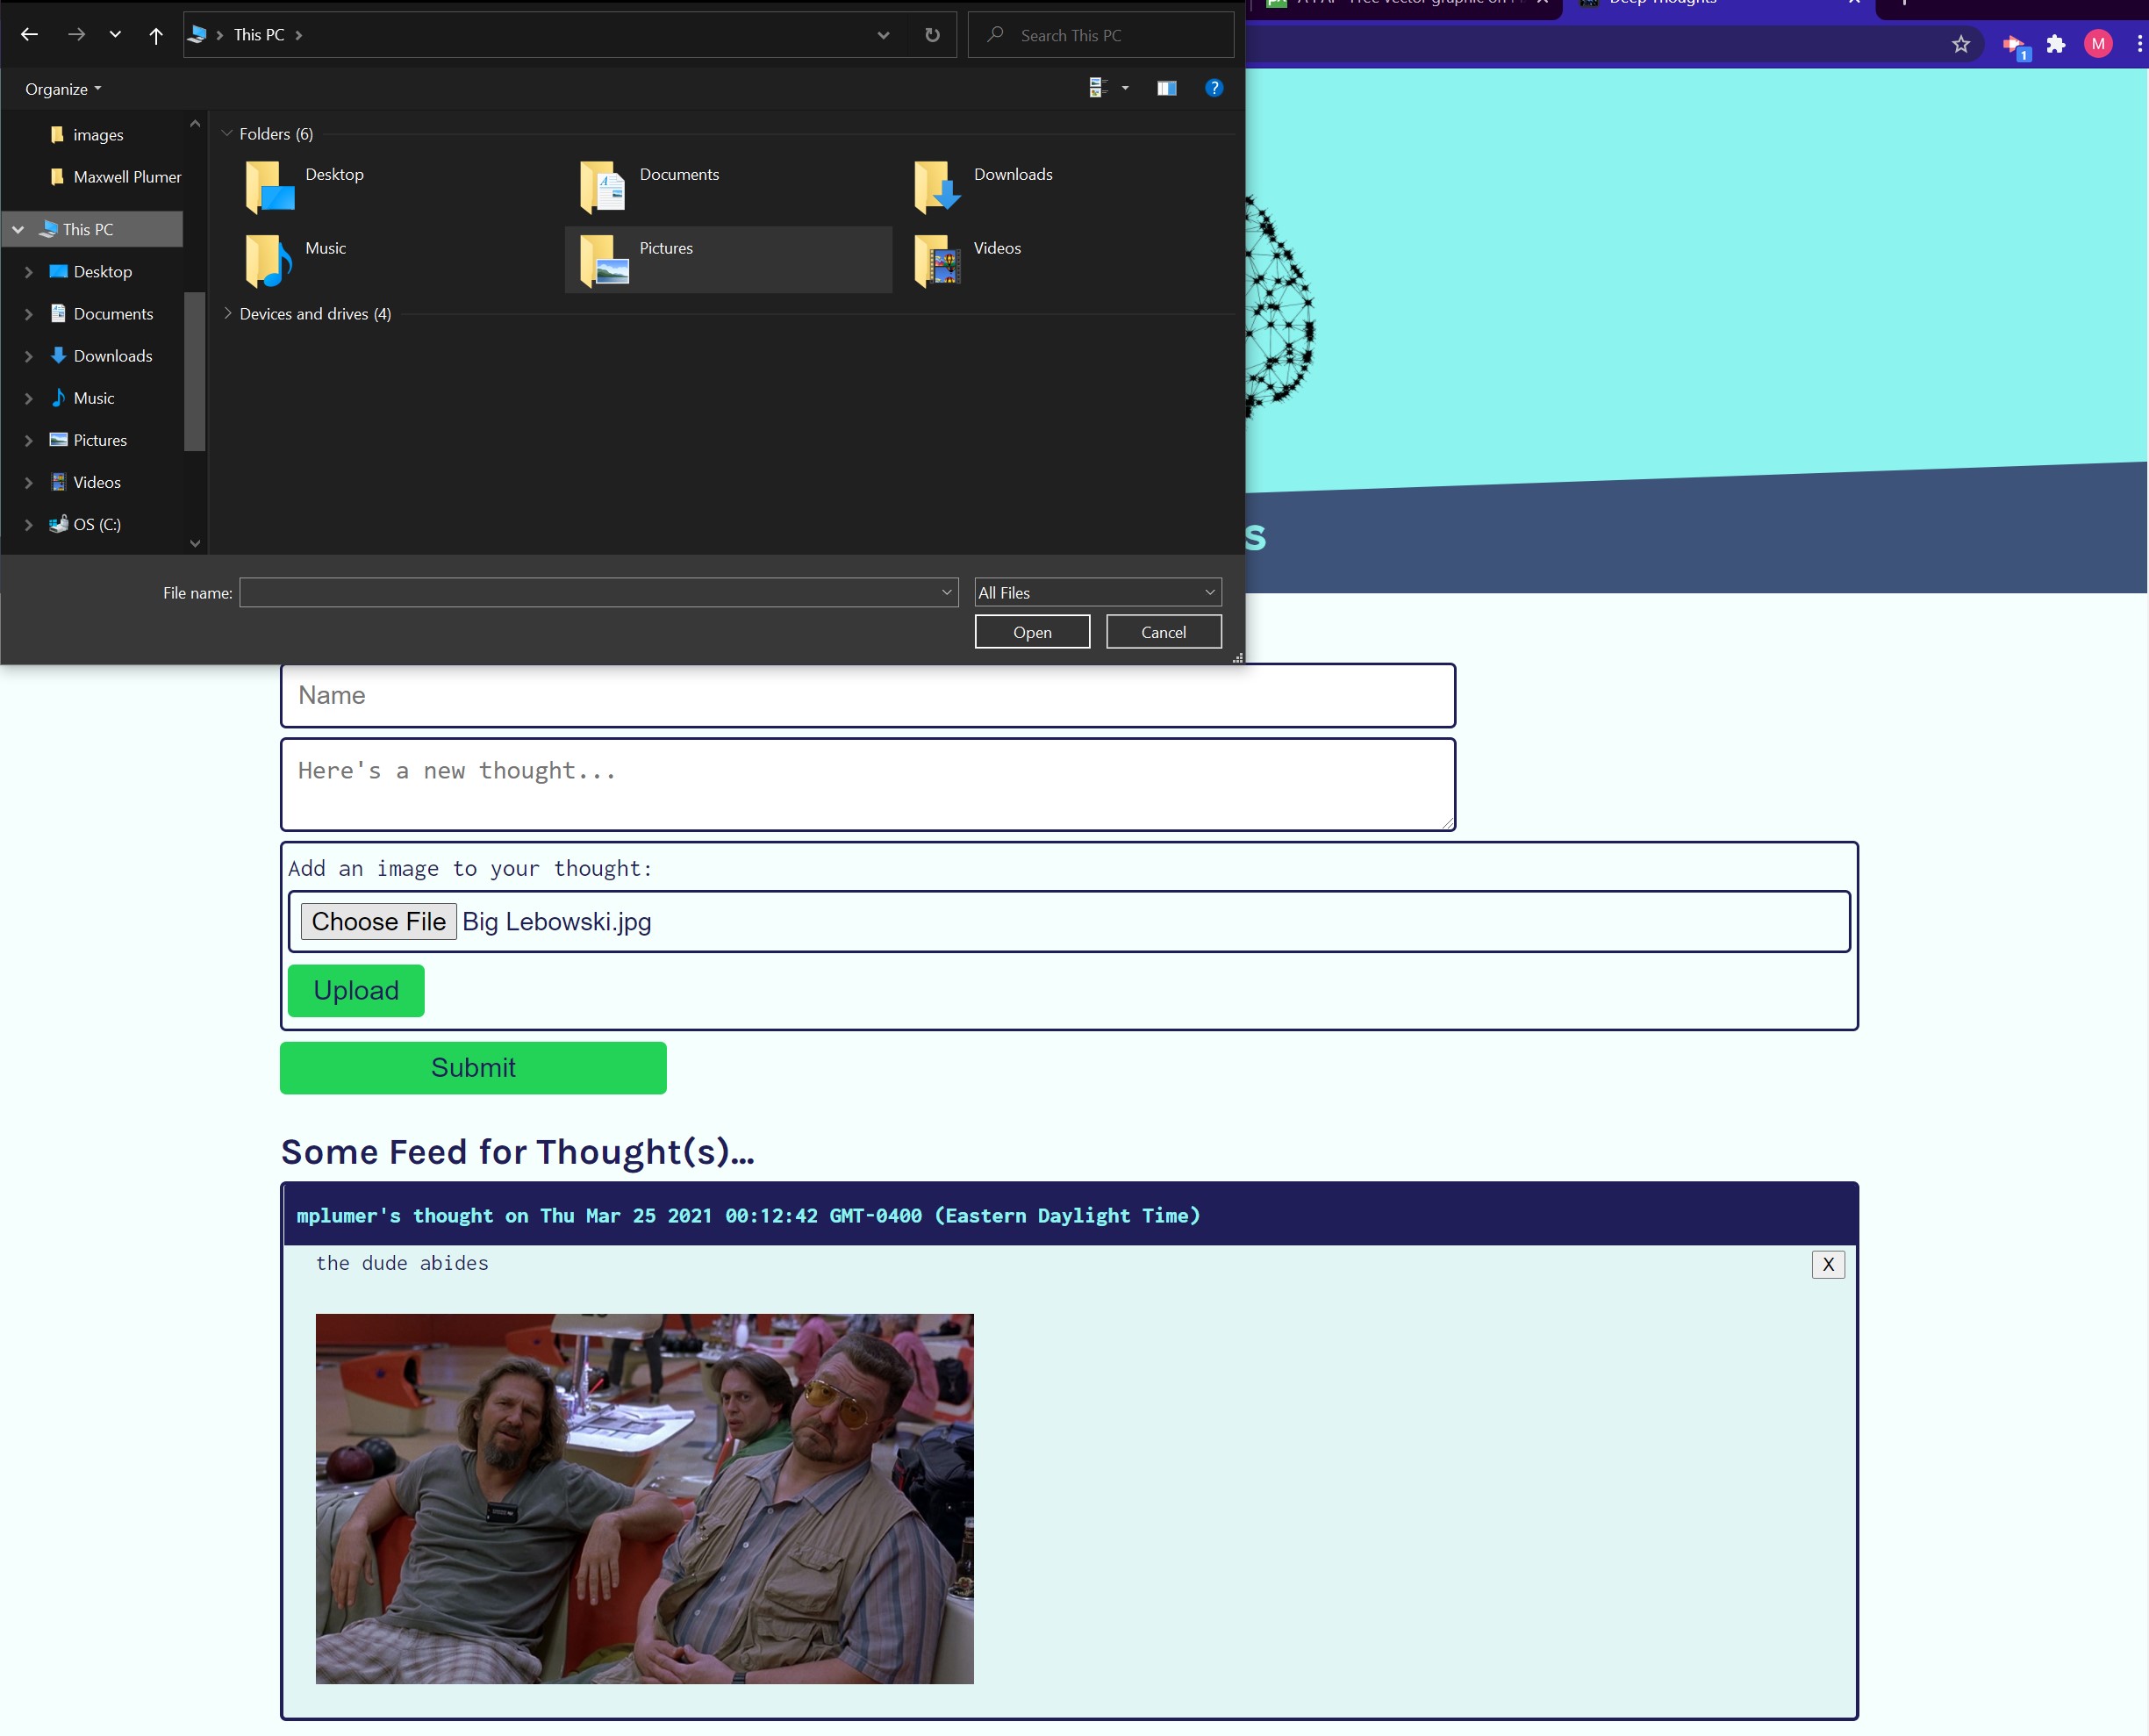 Deep Thoughts
This PC
Search This PC
M
1
Organize
?
images
Maxwell Plumer
This PC
Desktop
Documents
Downloads
Music
Pictures
Videos
OS (C:)
Folders (6)
Desktop
Documents
Downloads
Music
Pictures
Videos
Devices and drives (4)
s
File name:
All Files
Open
Cancel
Name
Here's a new thought...
Add an image to your thought:
Choose File Big Lebowski.jpg
Upload
Submit
Some Feed for Thought(s)...
mplumer's thought on Thu Mar 25 2021 00:12:42 GMT-0400 (Eastern Daylight Time)
the dude abides
X